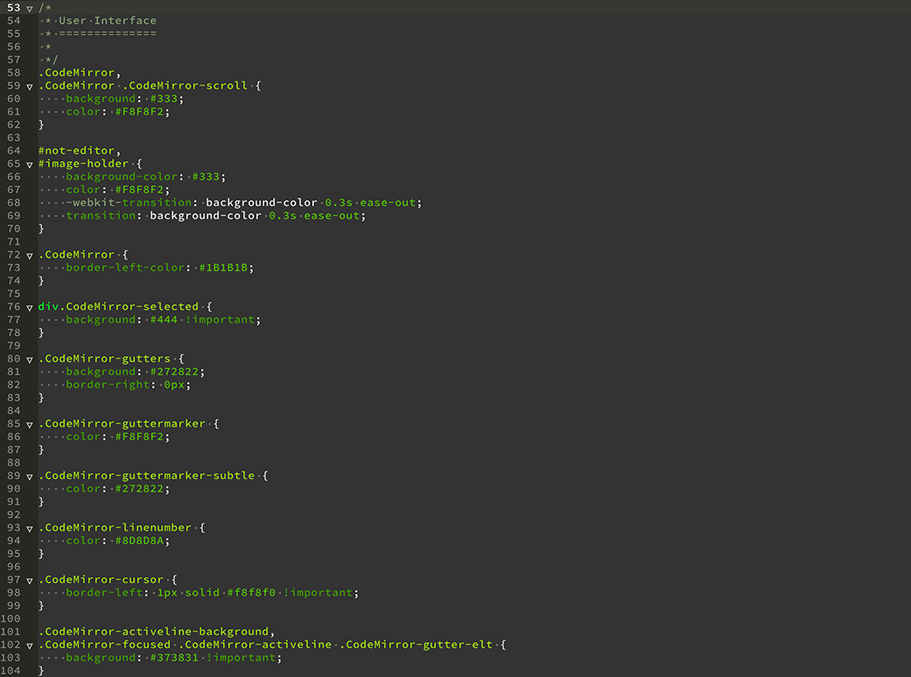 53 /*
54  * User Interface
55  * ==============
56  *
57  */
58 .CodeMirror,
59 .CodeMirror .CodeMirror-scroll {
60     background: #333;
61     color: #F8F8F2;
62 }
63
64 #not-editor,
65 #image-holder {
66     background-color: #333;
67     color: #F8F8F2;
68     -webkit-transition: background-color 0.3s ease-out;
69     transition: background-color 0.3s ease-out;
70 }
71
72 .CodeMirror {
73     border-left-color: #1B1B1B;
74 }
75
76 div.CodeMirror-selected {
77     background: #444 !important;
78 }
79
80 .CodeMirror-gutters {
81     background: #272822;
82     border-right: 0px;
83 }
84
85 .CodeMirror-guttermarker {
86     color: #F8F8F2;
87 }
88
89 .CodeMirror-guttermarker-subtle {
90     color: #272822;
91 }
92
93 .CodeMirror-linenumber {
94     color: #8D8D8A;
95 }
96
97 .CodeMirror-cursor {
98     border-left: 1px solid #f8f8f0 !important;
99 }
100
101 .CodeMirror-activeline-background,
102 .CodeMirror-focused .CodeMirror-activeline .CodeMirror-gutter-elt {
103     background: #373831 !important;
104 }